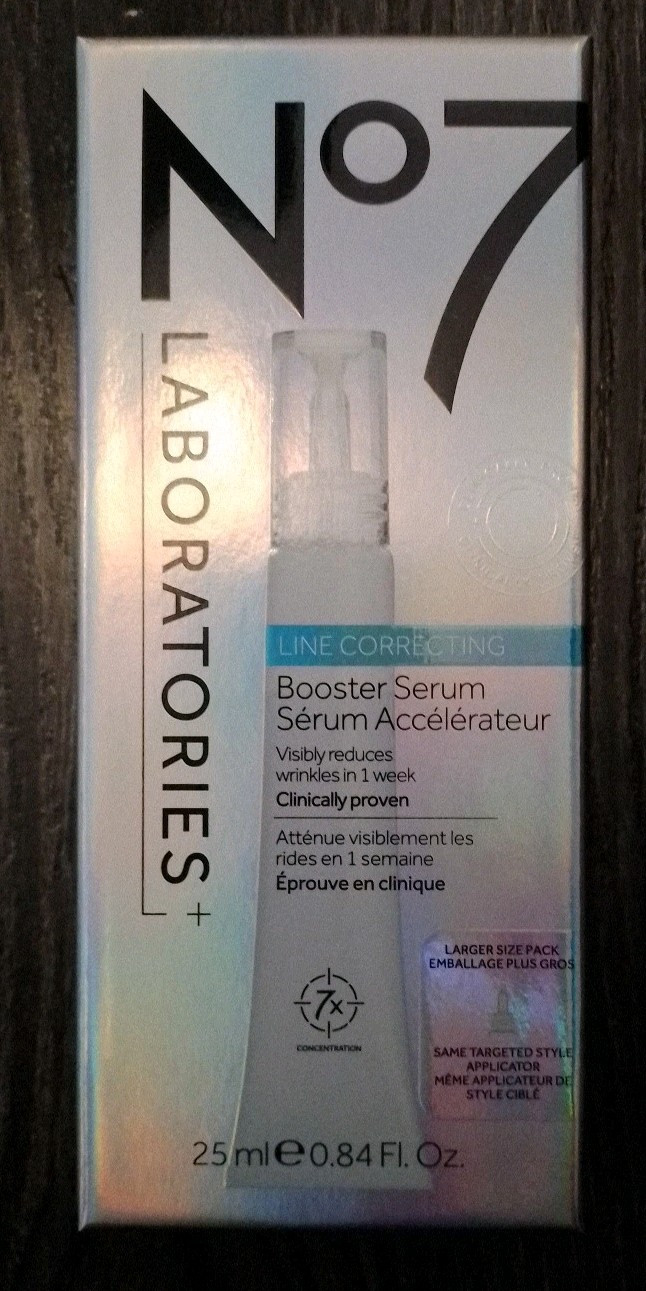 No7
LABORATORIES+
LINE CORRECTING
Booster Serum
Sérum Accélérateur
Visibly reduces
wrinkles in 1 week
Clinically proven
Atténue visiblement les
rides en 1 semaine
Éprouve en clinique
LARGER SIZE PACK
EMBALLAGE PLUS GROS
SAME TARGETED STYLE
APPLICATOR
MÊME APPLICATEUR DE
STYLE CIBLÉ
7x
CONCENTRATION
25 ml e 0.84 Fl. Oz.